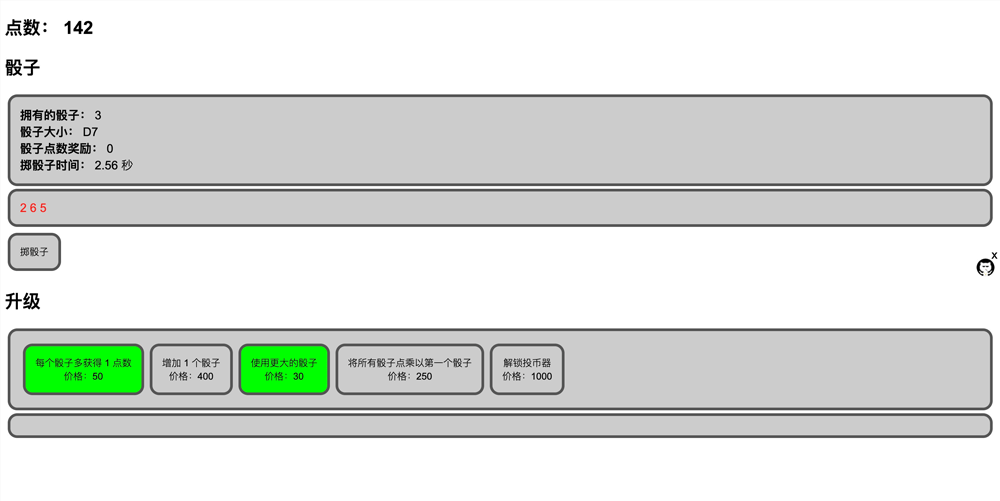 点数： 142
骰子
拥有的骰子： 3
骰子大小： D7
骰子点数奖励： 0
掷骰子时间： 2.56 秒
2 6 5
掷骰子
X
升级
每个骰子多获得 1 点数
价格：50
增加 1 个骰子
价格：400
使用更大的骰子
价格：30
将所有骰子点乘以第一个骰子
价格：250
解锁投币器
价格：1000